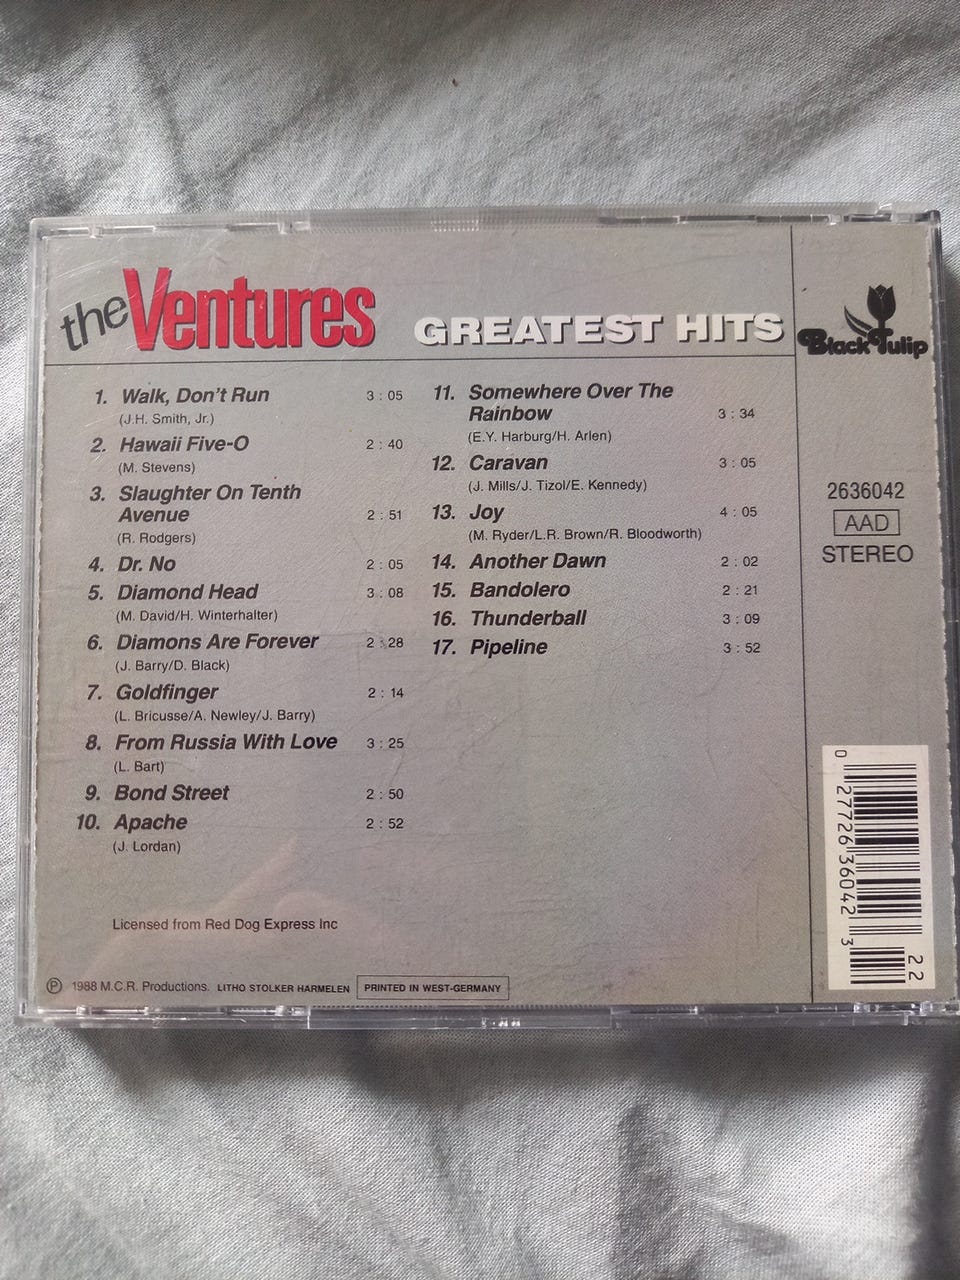 the Ventures GREATEST HITS
Black Tulip
1. Walk, Don't Run 3 : 05
(J.H. Smith, Jr.)
2. Hawaii Five-O 2 : 40
(M. Stevens)
3. Slaughter On Tenth
Avenue 2 : 51
(R. Rodgers)
4. Dr. No 2 : 05
5. Diamond Head 3 : 08
(M. David/H. Winterhalter)
6. Diamons Are Forever 2 : 28
(J. Barry/D. Black)
7. Goldfinger 2 : 14
(L. Bricusse/A. Newley/J. Barry)
8. From Russia With Love 3 : 25
(L. Bart)
9. Bond Street 2 : 50
10. Apache 2 : 52
(J. Lordan)
11. Somewhere Over The
Rainbow 3 : 34
(E.Y. Harburg/H. Arlen)
12. Caravan 3 : 05
(J. Mills/J. Tizol/E. Kennedy)
13. Joy 4 : 05
(M. Ryder/L.R. Brown/R. Bloodworth)
14. Another Dawn 2 : 02
15. Bandolero 2 : 21
16. Thunderball 3 : 09
17. Pipeline 3 : 52
2636042
AAD
STEREO
Licensed from Red Dog Express Inc
Ⓟ 1988 M.C.R. Productions. LITHO STOLKER HARMELEN PRINTED IN WEST-GERMANY
0 27726 36042 3
22